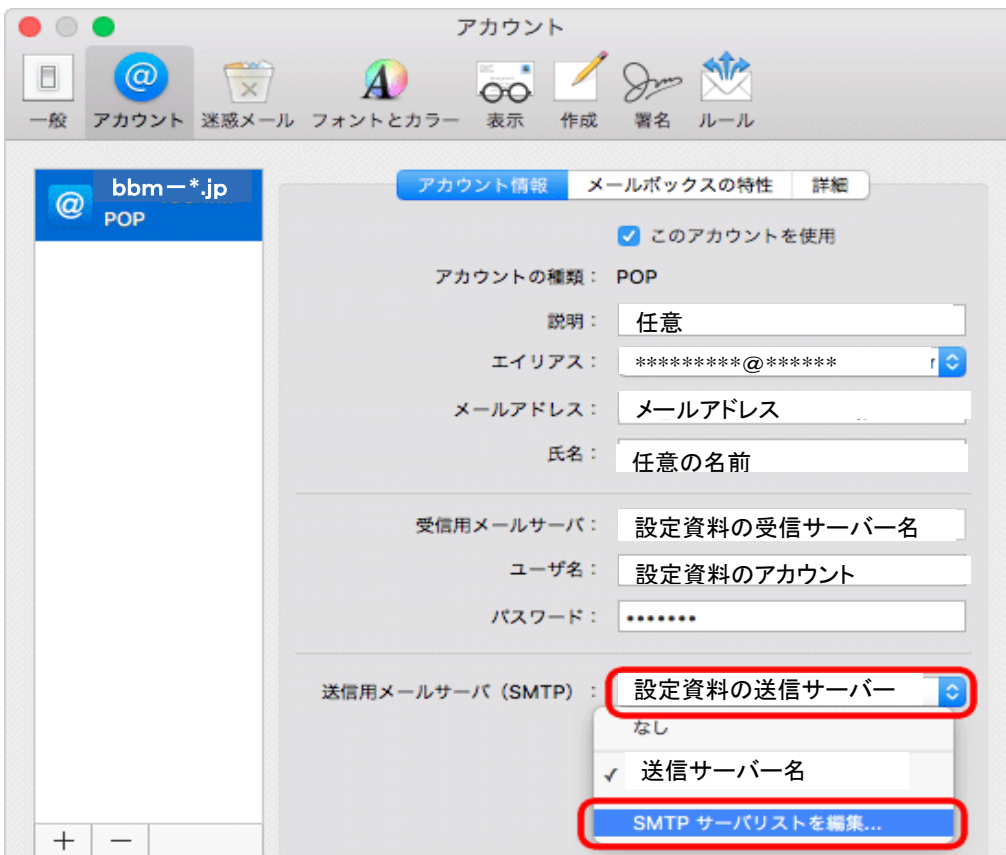 アカウント
一般 アカウント 迷惑メール フォントとカラー 表示 作成 署名 ルール
bbmー*.jp
POP
アカウント情報 メールボックスの特性 詳細
このアカウントを使用
アカウントの種類： POP
説明： 任意
エイリアス： *********@******
メールアドレス： メールアドレス
氏名： 任意の名前
受信用メールサーバ： 設定資料の受信サーバー名
ユーザ名： 設定資料のアカウント
パスワード： •••••••
送信用メールサーバ（SMTP）： 設定資料の送信サーバー
なし
✓ 送信サーバー名
SMTP サーバリストを編集...